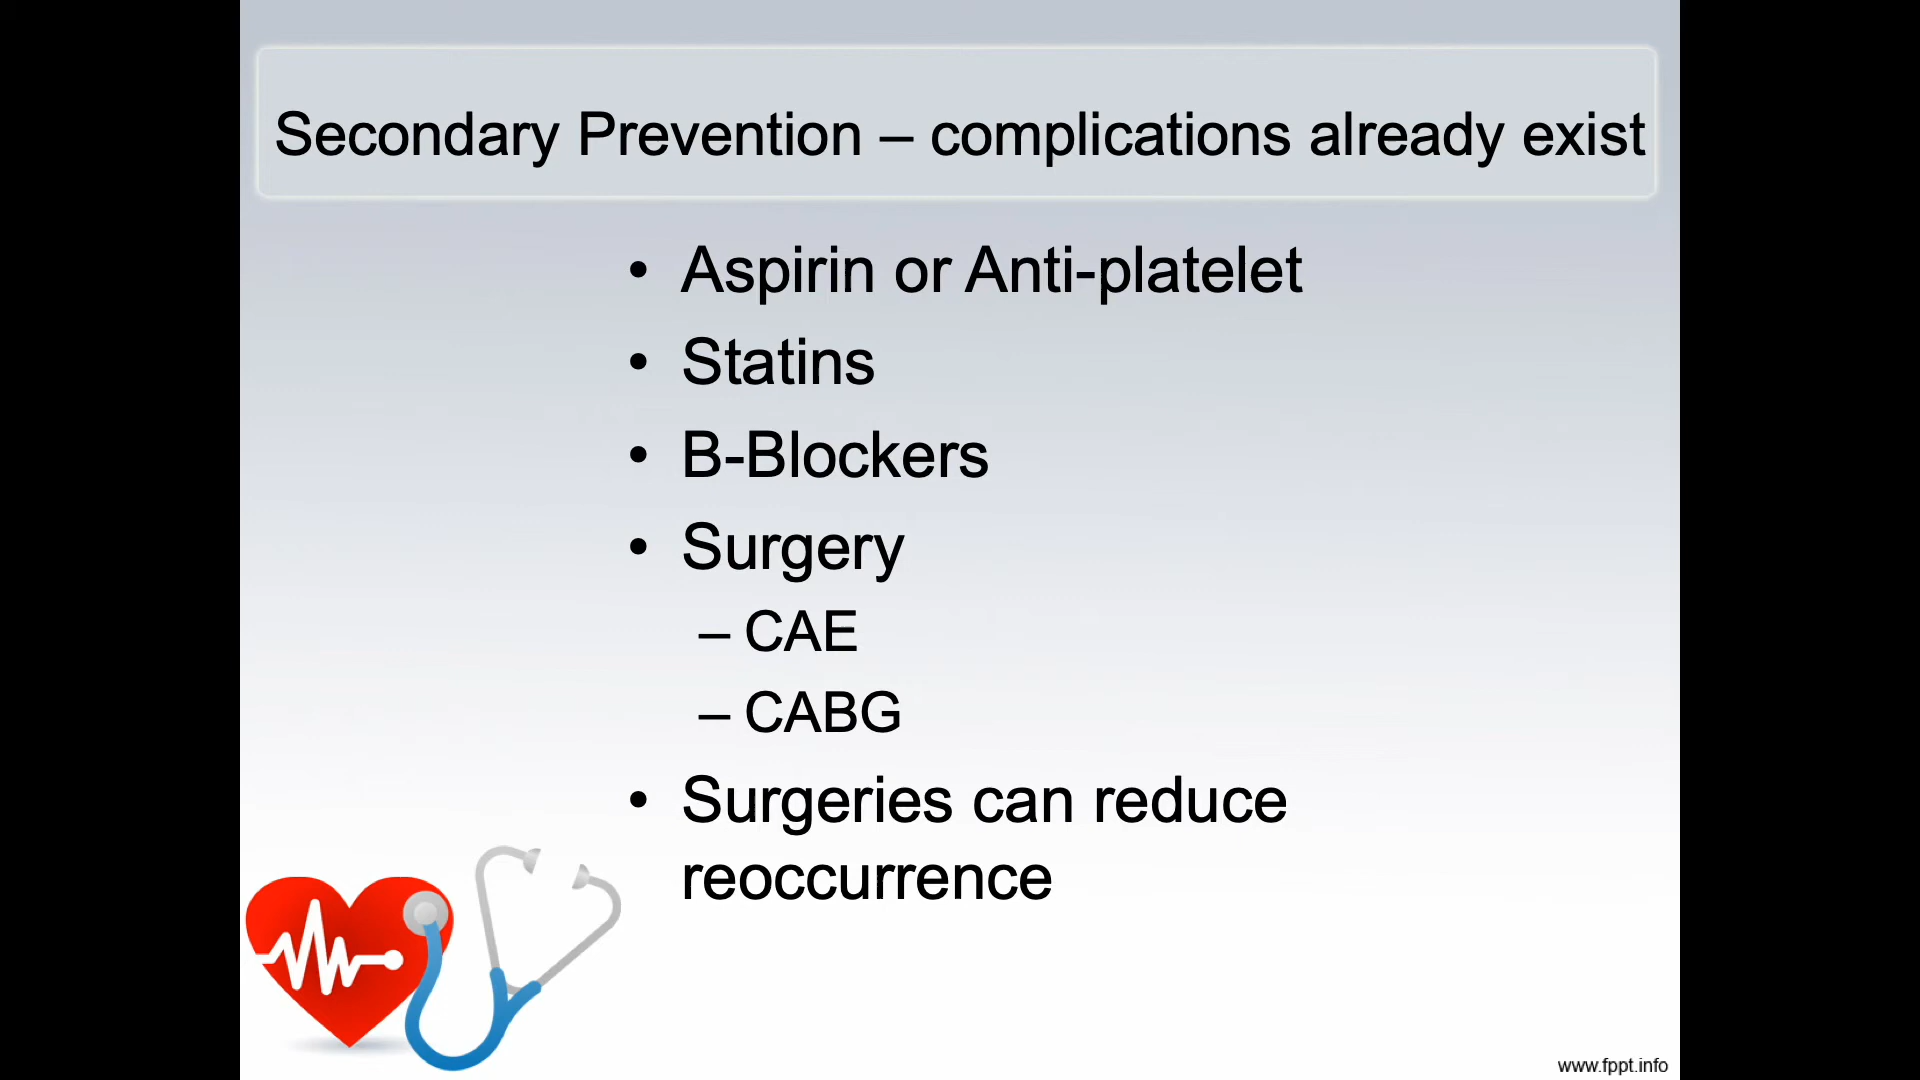 Secondary Prevention – complications already exist
• Aspirin or Anti-platelet
• Statins
• B-Blockers
• Surgery
– CAE
– CABG
• Surgeries can reduce
reoccurrence
www.fppt.info